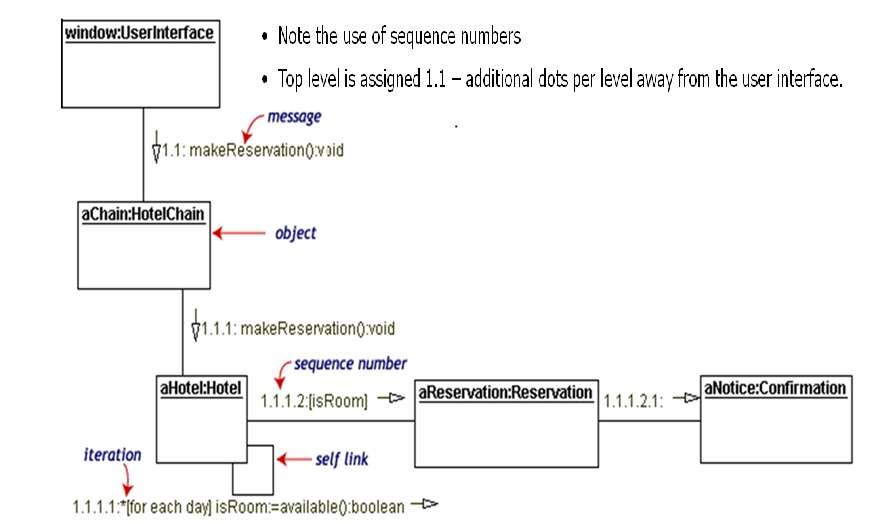 window:UserInterface
• Note the use of sequence numbers
• Top level is assigned 1.1 – additional dots per level away from the user interface.
message
1.1: makeReservation():void
aChain:HotelChain
object
1.1.1: makeReservation():void
sequence number
aHotel:Hotel
1.1.1.2:[isRoom]
aReservation:Reservation
1.1.1.2.1:
aNotice:Confirmation
iteration
self link
1.1.1.1:*[for each day] isRoom:=available():boolean